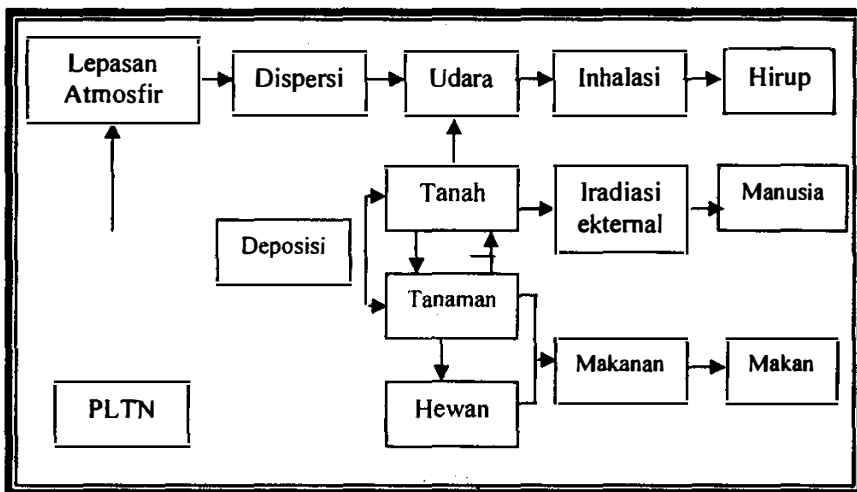 Lepasan
Atmosfir
Dispersi
Udara
Inhalasi
Hirup
Tanah
Iradiasi
ekternal
Manusia
Deposisi
Tanaman
Makanan
Makan
PLTN
Hewan